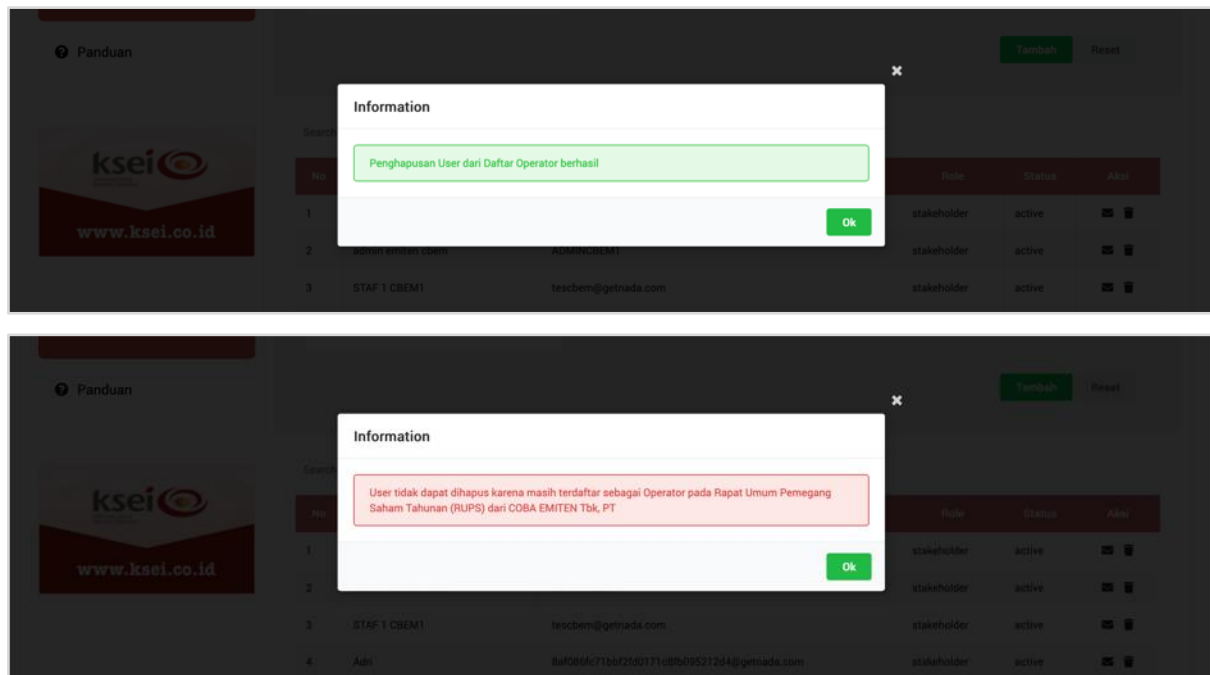 Panduan
Tambah Reset
Information
Search
Penghapusan User dari Daftar Operator berhasil
ksei
No Role Status Aksi
Ok
1 stakeholder active
www.ksei.co.id
2 admin emiten cbem ADMINCBEM1 stakeholder active
3 STAF 1 CBEM1 tescbem@getnada.com stakeholder active
Panduan
Tambah Reset
Information
Search
User tidak dapat dihapus karena masih terdaftar sebagai Operator pada Rapat Umum Pemegang
Saham Tahunan (RUPS) dari COBA EMITEN Tbk, PT
ksei
No Role Status Aksi
1 stakeholder active
Ok
www.ksei.co.id
2 stakeholder active
3 STAF 1 CBEM1 tescbem@getnada.com stakeholder active
4 Adri stakeholder active